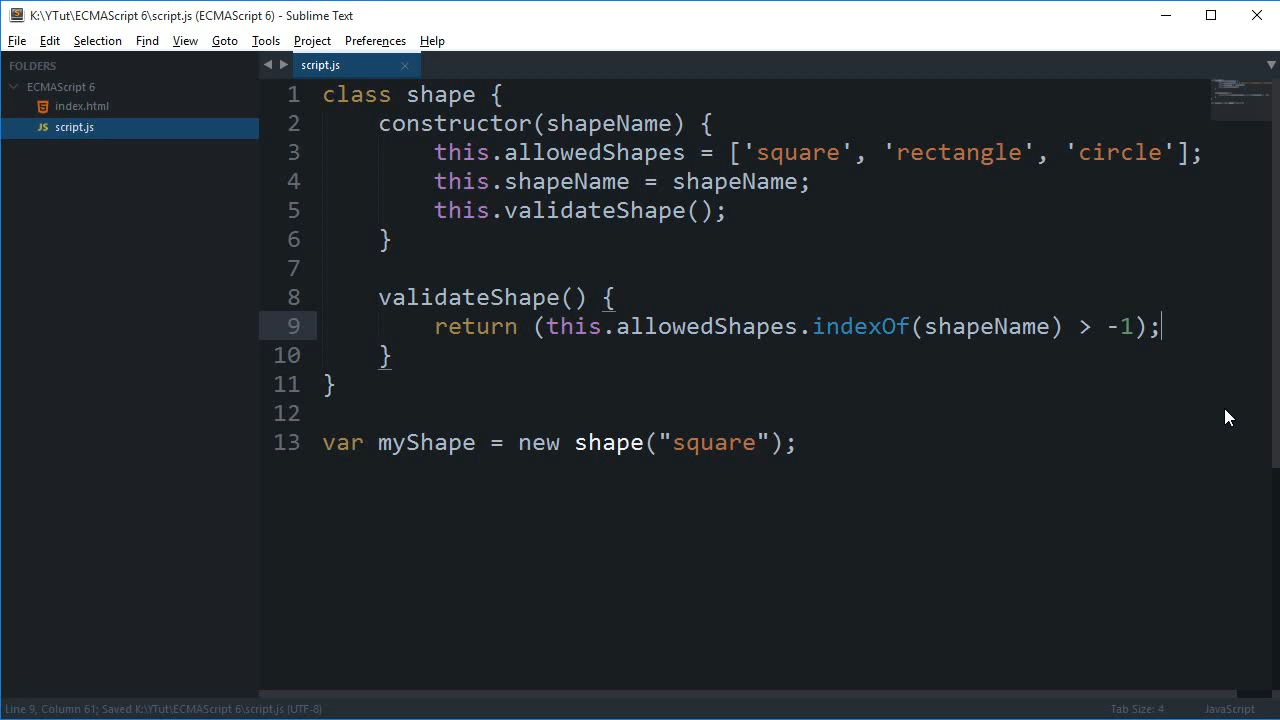 K:\YTut\ECMAScript 6\script.js (ECMAScript 6) - Sublime Text
File Edit Selection Find View Goto Tools Project Preferences Help
FOLDERS
ECMAScript 6
index.html
JS script.js
script.js
1 class shape {
2 constructor(shapeName) {
3 this.allowedShapes = ['square', 'rectangle', 'circle'];
4 this.shapeName = shapeName;
5 this.validateShape();
6 }
7
8 validateShape() {
9 return (this.allowedShapes.indexOf(shapeName) > -1);
10 }
11 }
12
13 var myShape = new shape("square");
Line 9, Column 61; Saved K:\YTut\ECMAScript 6\script.js (UTF-8)
Tab Size: 4
JavaScript